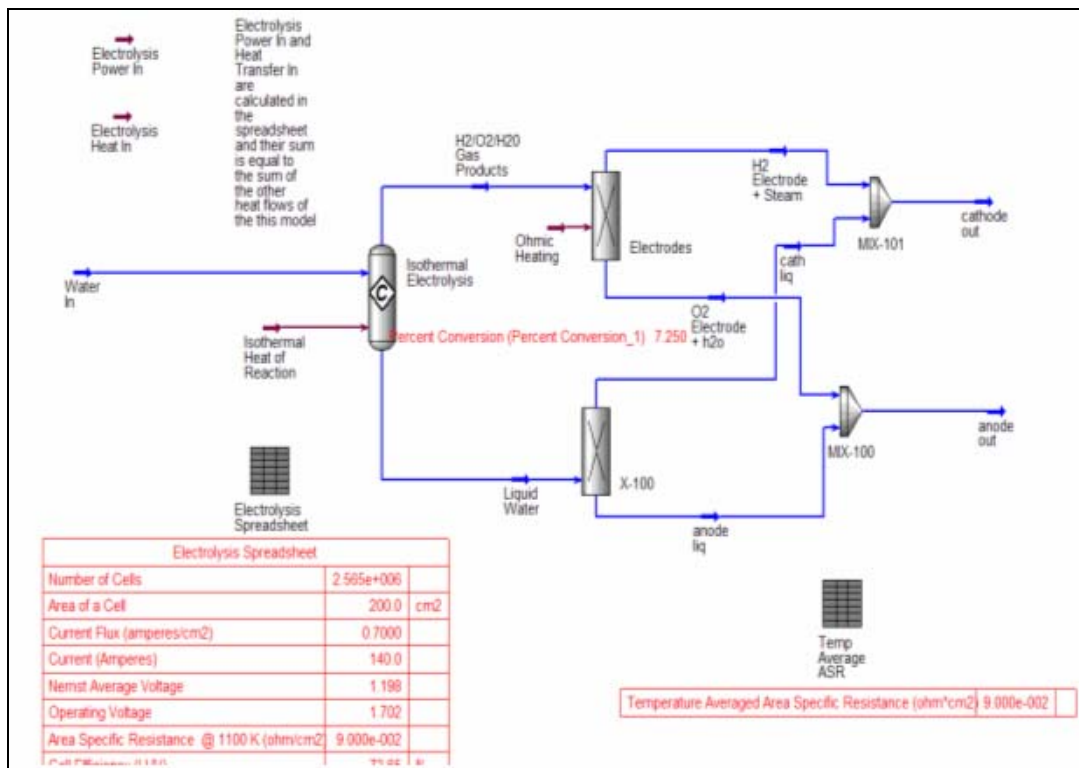 Electrolysis
Power In
Electrolysis
Heat In
Electrolysis
Power In and
Heat
Transfer In
are
calculated in
the
spreadsheet
and their sum
is equal to
the sum of
the other
heat flows of
the this model
Water
In
Isothermal
Heat of
Reaction
Isothermal
Electrolysis
C
H2/O2/H20
Gas
Products
Ohmic
Heating
Electrodes
H2
Electrode
+ Steam
MIX-101
cathode
out
cath
liq
O2
Electrode
+ h2o
Percent Conversion (Percent Conversion_1) 7.250
MIX-100
anode
out
X-100
Liquid
Water
anode
liq
Electrolysis
Spreadsheet
Electrolysis Spreadsheet
Number of Cells 2.565e+006
Area of a Cell 200.0 cm2
Current Flux (amperes/cm2) 0.7000
Current (Amperes) 140.0
Nernst Average Voltage 1.198
Operating Voltage 1.702
Area Specific Resistance @ 1100 K (ohm/cm2) 9.000e-002
Temp
Average
ASR
Temperature Averaged Area Specific Resistance (ohm*cm2) 9.000e-002